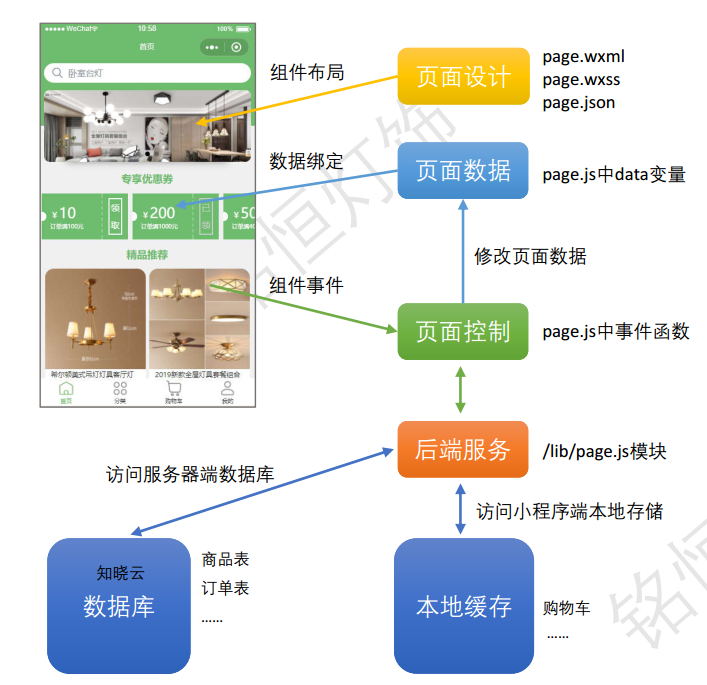 WeChat
10:58
100%
首页
卧室台灯
专享优惠券
¥10
订单满1000元
领取
¥200
订单满2000元
已领
¥50
订单满4
精品推荐
希尔顿美式吊灯灯具客厅灯
2019新款全屋灯具套餐组合
首页
分类
购物车
我的
组件布局
页面设计
page.wxml
page.wxss
page.json
数据绑定
页面数据
page.js中data变量
修改页面数据
组件事件
页面控制
page.js中事件函数
后端服务
/lib/page.js模块
访问服务器端数据库
访问小程序端本地存储
知晓云
数据库
商品表
订单表
......
本地缓存
购物车
......
铭恒灯饰
铭恒